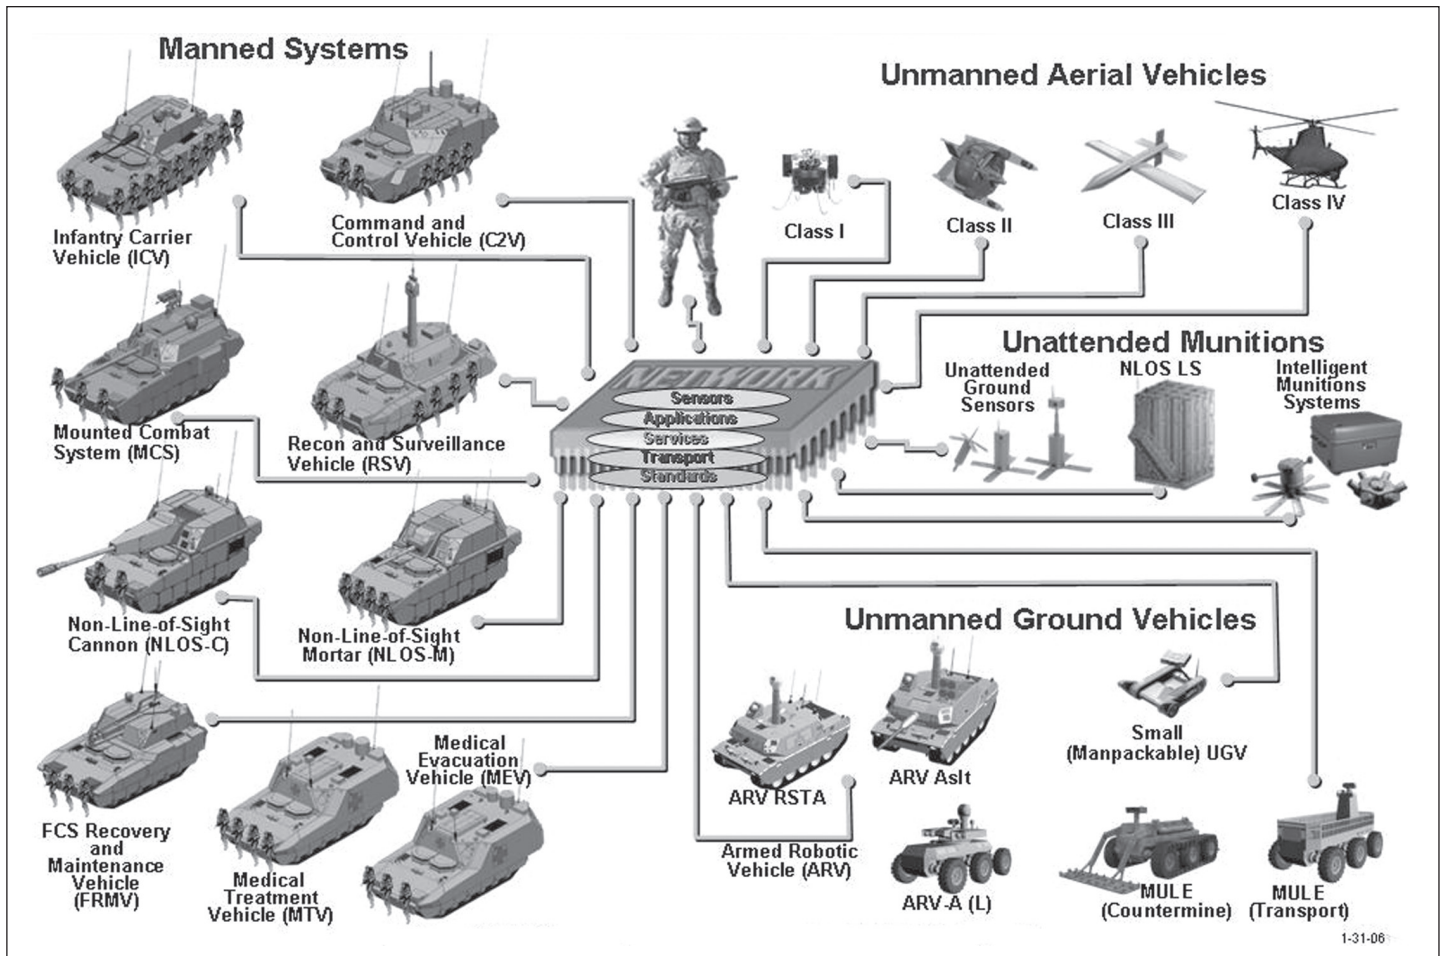 Manned Systems
Infantry Carrier
Vehicle (ICV)
Command and
Control Vehicle (C2V)
Mounted Combat
System (MCS)
Recon and Surveillance
Vehicle (RSV)
Non-Line-of-Sight
Cannon (NLOS-C)
Non-Line-of-Sight
Mortar (NLOS-M)
FCS Recovery
and
Maintenance
Vehicle
(FRMV)
Medical
Treatment
Vehicle (MTV)
Medical
Evacuation
Vehicle (MEV)
NETWORK
Sensors
Applications
Services
Transport
Standards
Unmanned Aerial Vehicles
Class I
Class II
Class III
Class IV
Unattended Munitions
Unattended
Ground
Sensors
NLOS LS
Intelligent
Munitions
Systems
Unmanned Ground Vehicles
ARV RSTA
ARV Aslt
Armed Robotic
Vehicle (ARV)
ARV-A (L)
Small
(Manpackable) UGV
MULE
(Countermine)
MULE
(Transport)
1-31-06